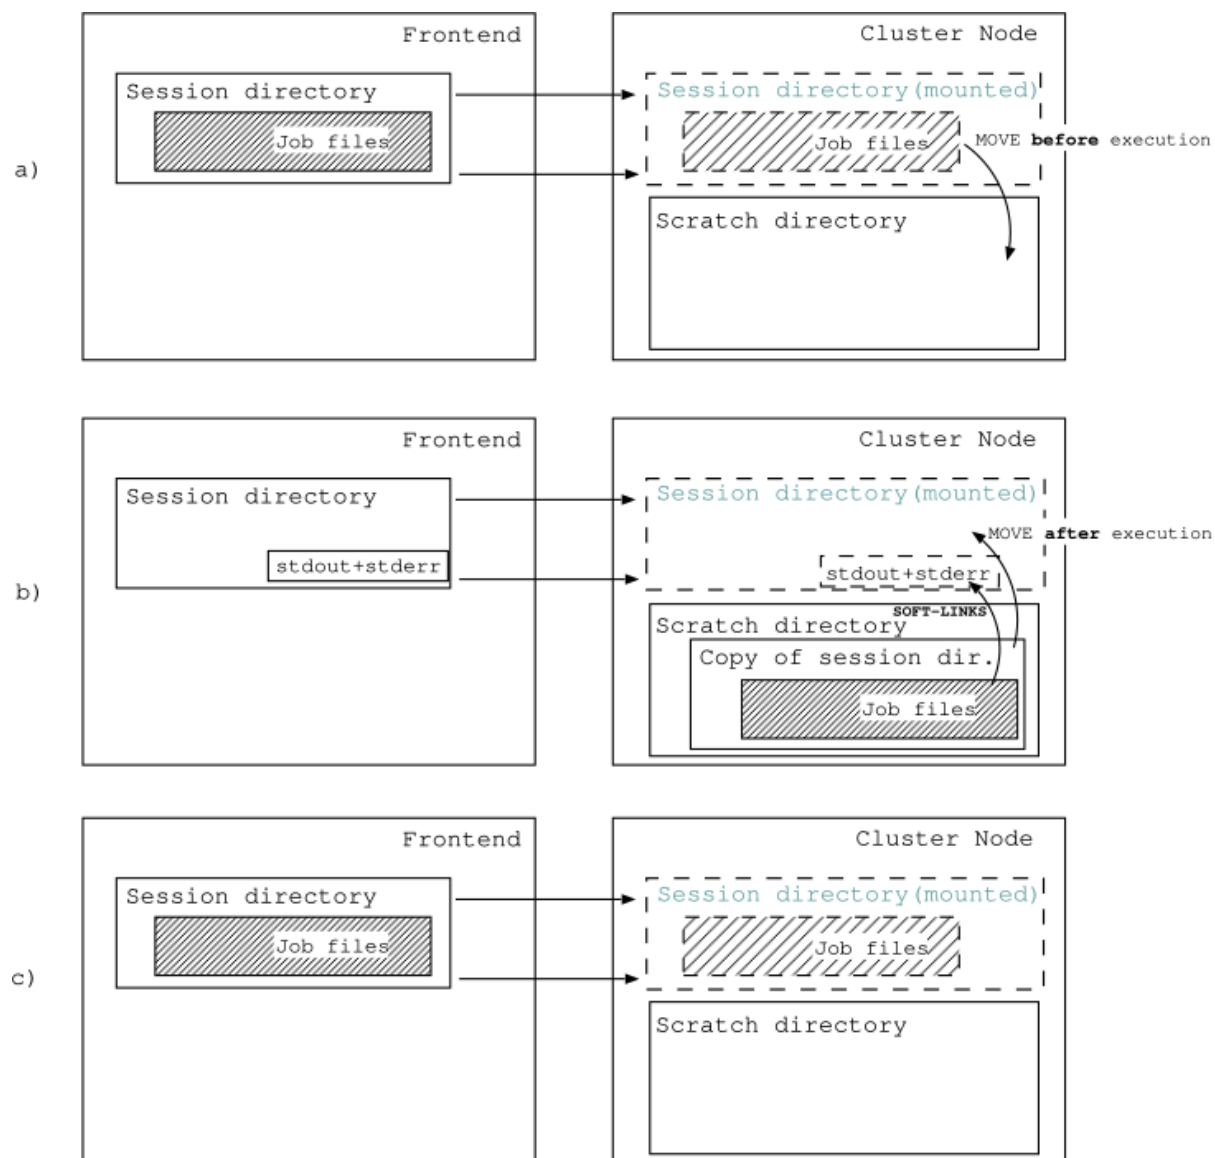 a)
Frontend
Session directory
Job files
Cluster Node
Session directory(mounted)
Job files
MOVE before execution
Scratch directory
b)
Frontend
Session directory
stdout+stderr
Cluster Node
Session directory(mounted)
MOVE after execution
stdout+stderr
SOFT-LINKS
Scratch directory
Copy of session dir.
Job files
c)
Frontend
Session directory
Job files
Cluster Node
Session directory(mounted)
Job files
Scratch directory